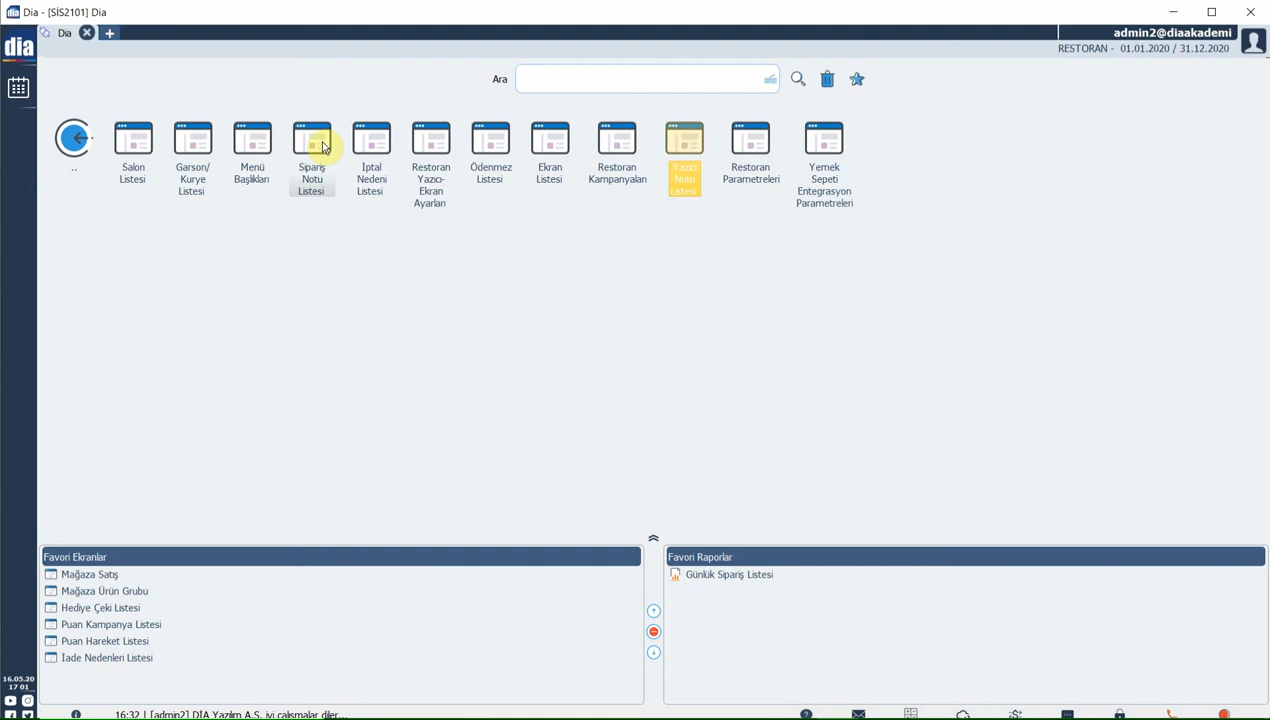 Dia - [SİS2101] Dia
dia
Dia
admin2@diaakademi
RESTORAN - 01.01.2020 / 31.12.2020
Ara
..
Salon
Listesi
Garson/
Kurye
Listesi
Menü
Başlıkları
Sipariş
Notu
Listesi
İptal
Nedeni
Listesi
Restoran
Yazıcı-
Ekran
Ayarları
Ödenmez
Listesi
Ekran
Listesi
Restoran
Kampanyaları
Yazıcı
Notu
Listesi
Restoran
Parametreleri
Yemek
Sepeti
Entegrasyon
Parametreleri
Favori Ekranlar
Mağaza Satış
Mağaza Ürün Grubu
Hediye Çeki Listesi
Puan Kampanya Listesi
Puan Hareket Listesi
İade Nedenleri Listesi
Favori Raporlar
Günlük Sipariş Listesi
16.05.20
17 01
16:32 | [admin2] DİA Yazılım A.Ş. iyi çalışmalar diler...